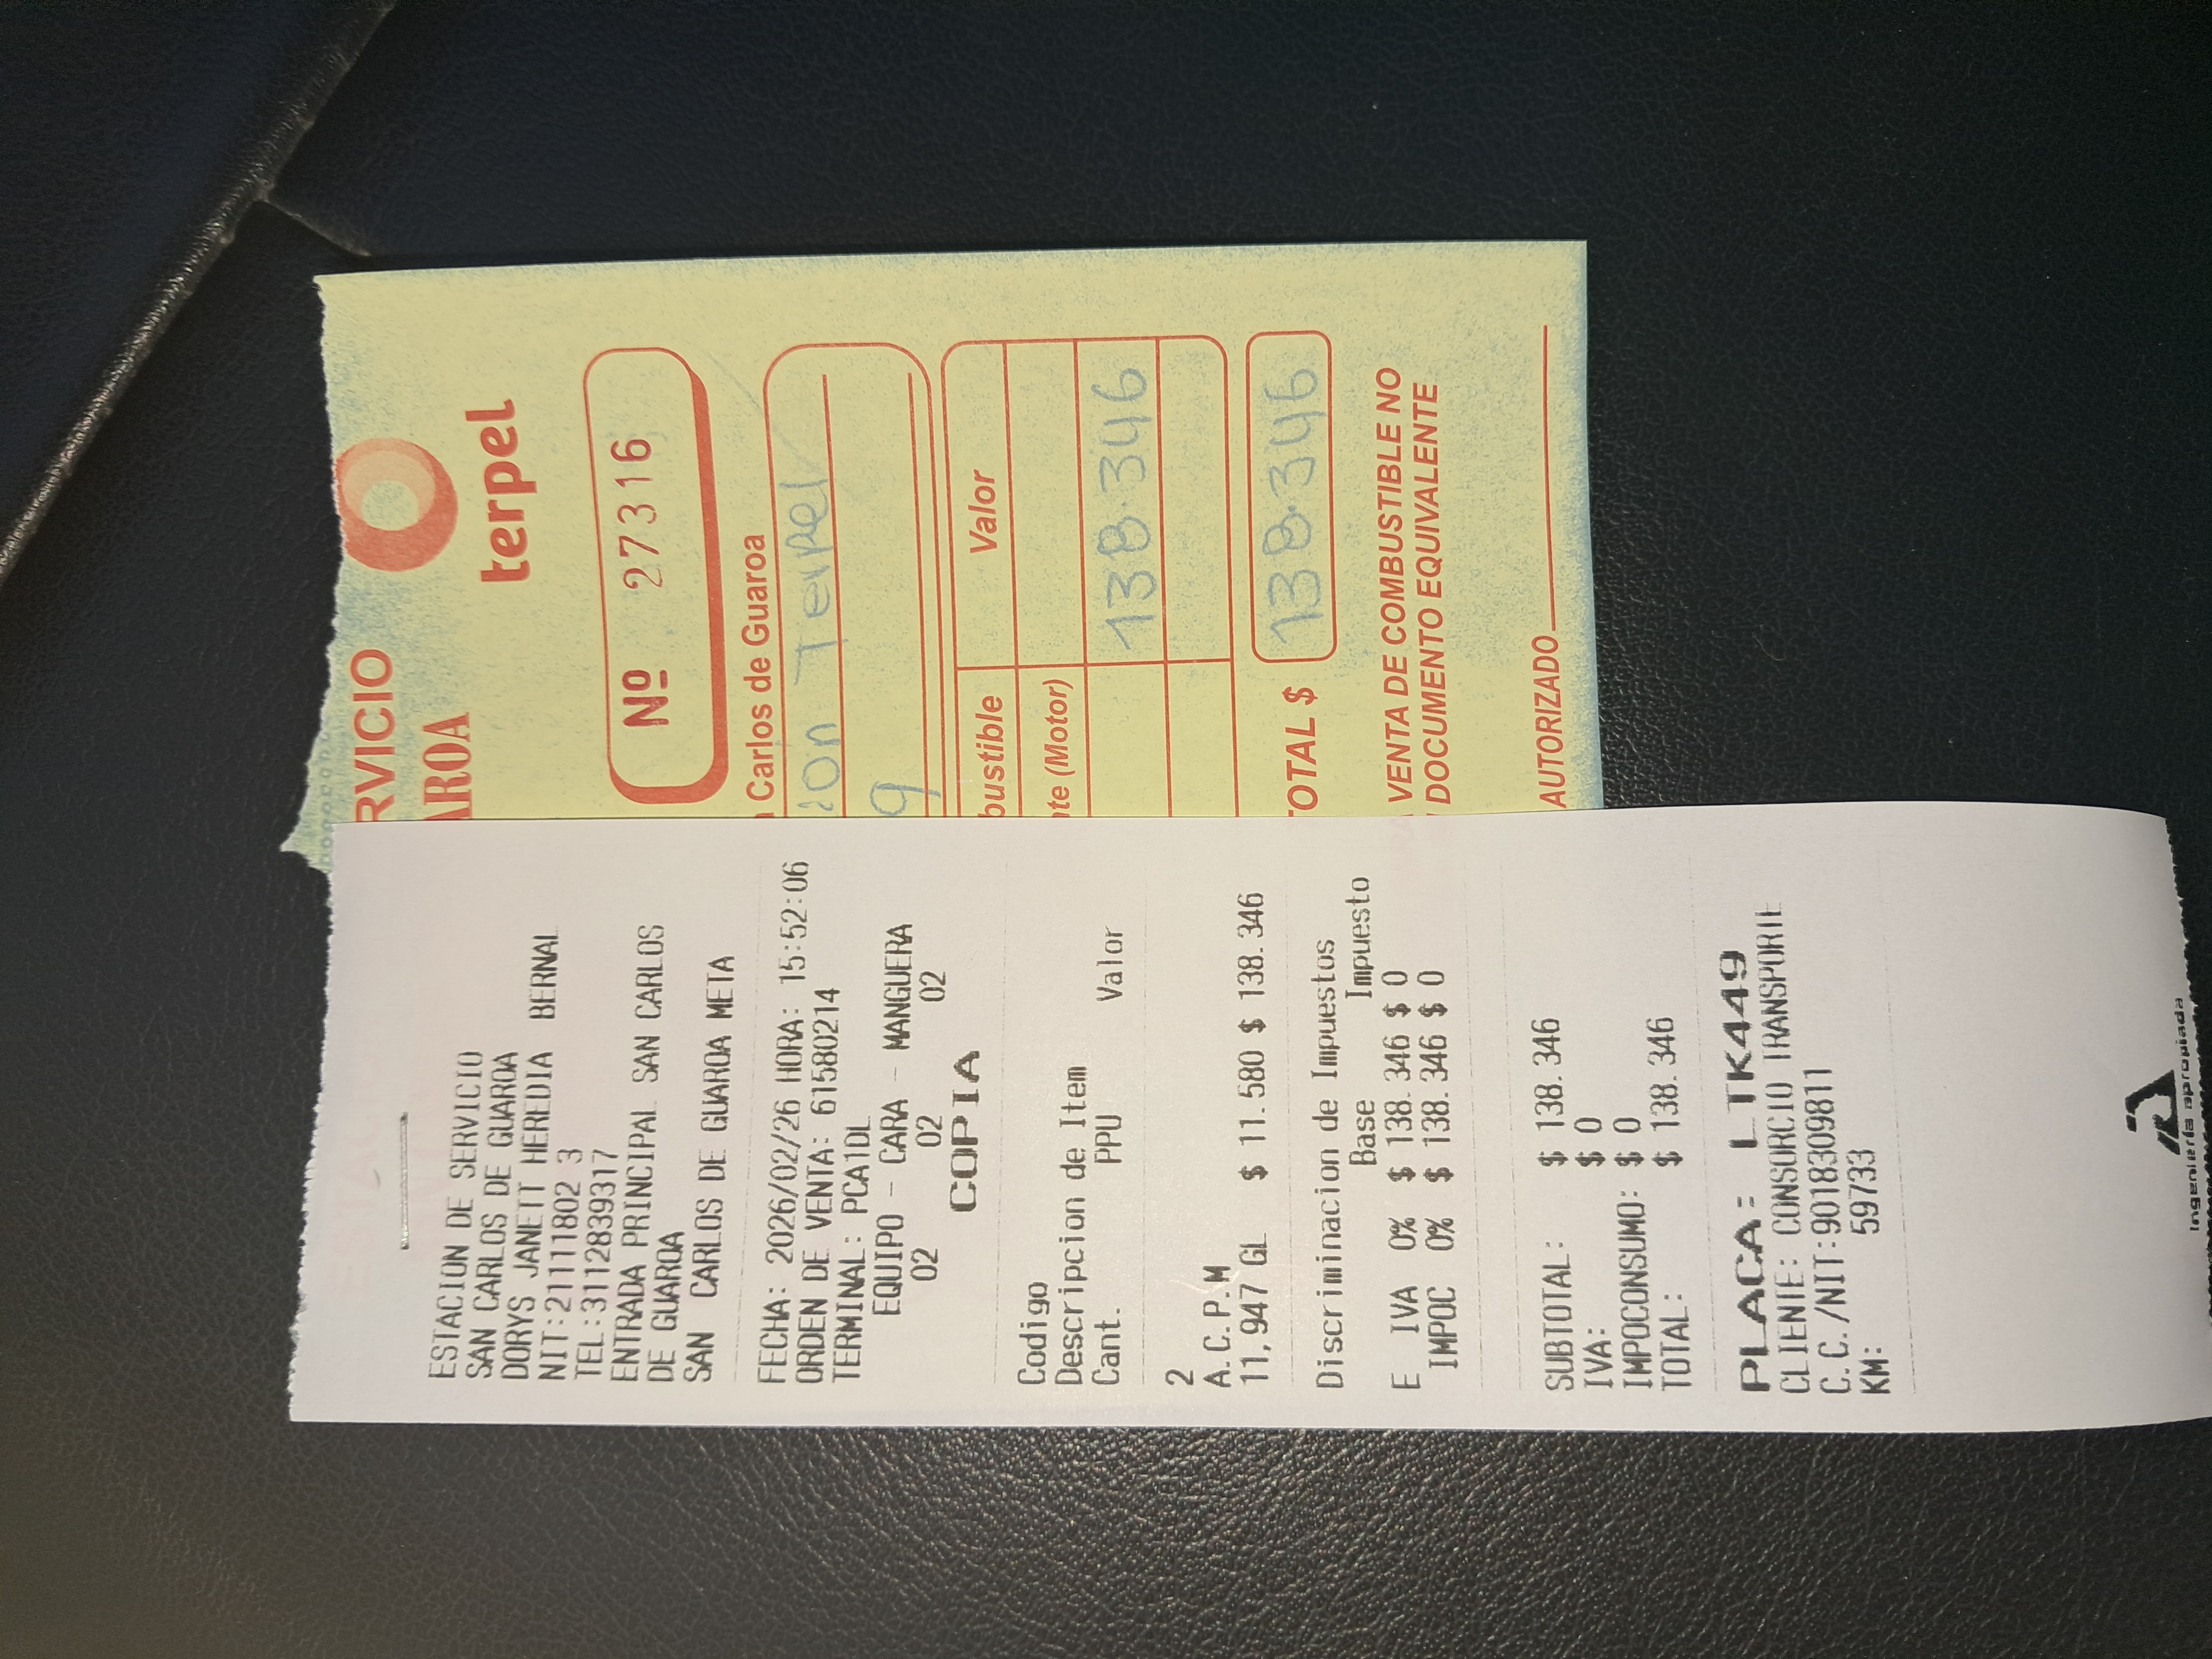 ESTACION DE SERVICIO
SAN CARLOS DE GUAROA
DORYS JANETT HEREDIA BERNAL
NIT:21111802 3
TEL:3112839317
ENTRADA PRINCIPAL SAN CARLOS
DE GUAROA
SAN CARLOS DE GUAROA META
FECHA: 2026/02/26 HORA: 15:52:06
ORDEN DE VENTA: 61580214
TERMINAL: PCA1DL
EQUIPO - CARA - MANGUERA
02 02 02
COPIA
Codigo
Descripcion de Item
Cant. PPU Valor
2
A.C.P.M
11,947 GL $ 11.580 $ 138.346
Discriminacion de Impuestos
Base Impuesto
E IVA 0% $ 138.346 $ 0
IMPOC 0% $ 138.346 $ 0
SUBTOTAL: $ 138.346
IVA: $ 0
IMPOCONSUMO: $ 0
TOTAL: $ 138.346
PLACA: LTK449
CLIENTE: CONSORCIO TRANSPORTE
C.C./NIT:9018309811
KM: 59733
Ingeniería apropiada
RVICIO
AROA
terpel
Nº 27316
Carlos de Guaroa
ion Terpel
9
bustible Valor
nte (Motor)
138.346
OTAL $ 138.346
VENTA DE COMBUSTIBLE NO
DOCUMENTO EQUIVALENTE
AUTORIZADO